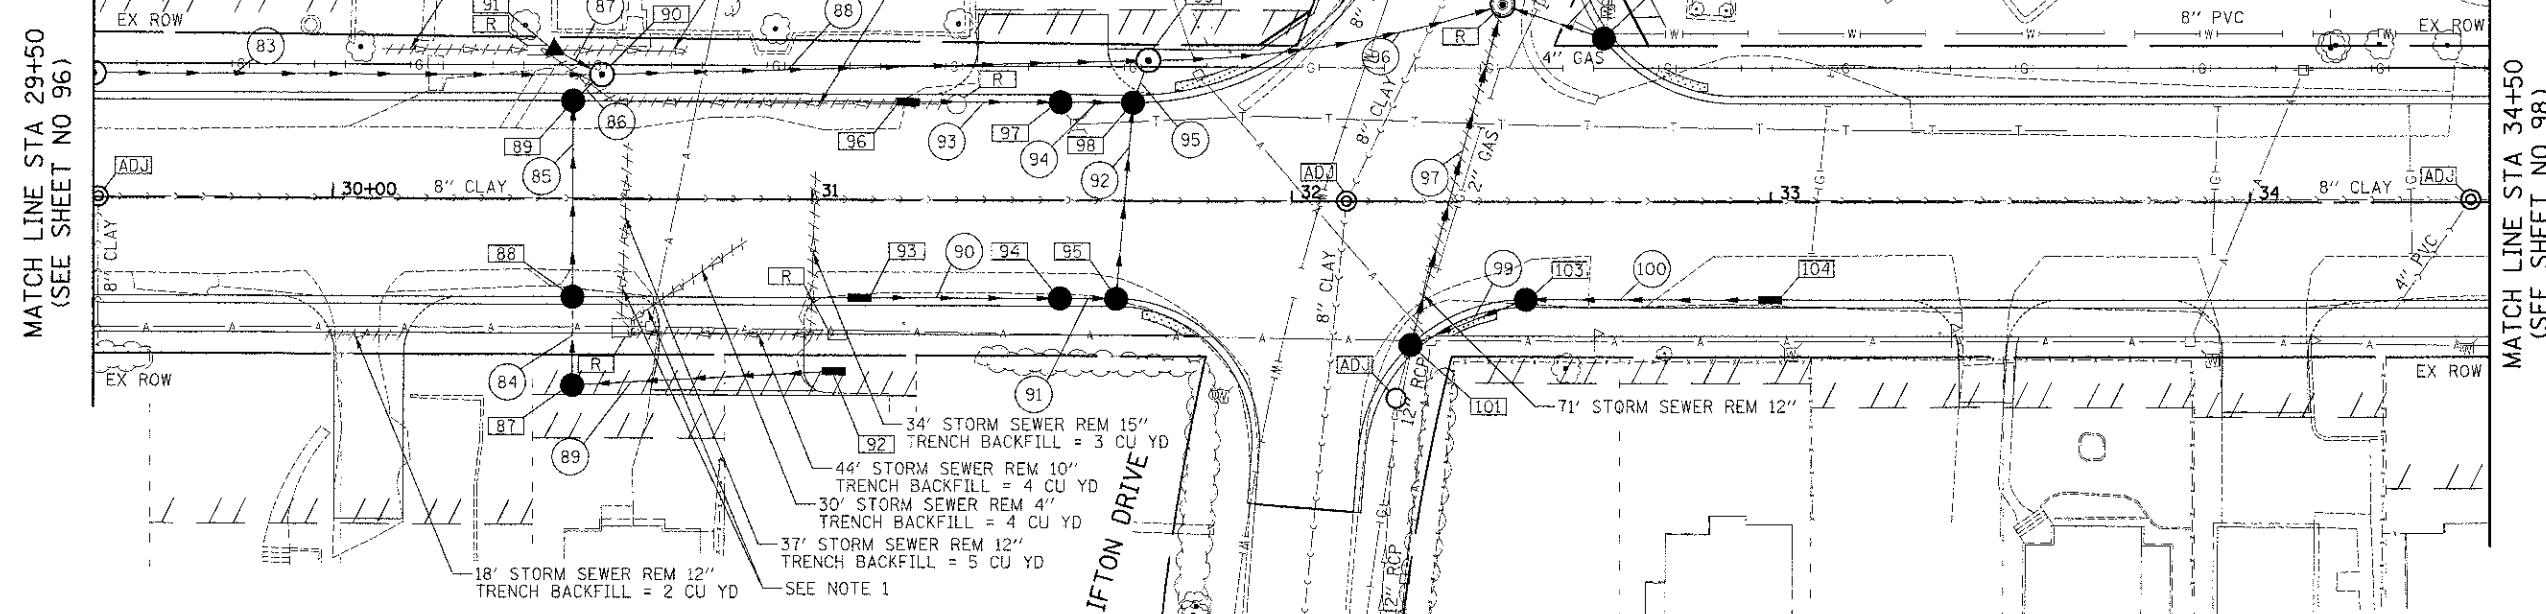 MATCH LINE STA 29+50
(SEE SHEET NO 96)
EX ROW
83
91
R
87
90
88
R
96
4" GAS
8" PVC
EX ROW
MATCH LINE STA 34+50
(SEE SHEET NO 98)
89
86
85
96
93
97
94
98
92
95
8" CLAY
97
2" GAS
ADJ
30+00
8" CLAY
31
ADJ
32
33
34
8" CLAY
ADJ
8" CLAY
88
R
93
90
94
95
8" CLAY
99
103
100
104
4" PVC
EX ROW
84
R
87
89
92
91
ADJ
12" RCP
101
EX ROW
34' STORM SEWER REM 15"
TRENCH BACKFILL = 3 CU YD
44' STORM SEWER REM 10"
TRENCH BACKFILL = 4 CU YD
30' STORM SEWER REM 4"
TRENCH BACKFILL = 4 CU YD
37' STORM SEWER REM 12"
TRENCH BACKFILL = 5 CU YD
18' STORM SEWER REM 12"
TRENCH BACKFILL = 2 CU YD
SEE NOTE 1
71' STORM SEWER REM 12"
IFTON DRIVE
12" RCP